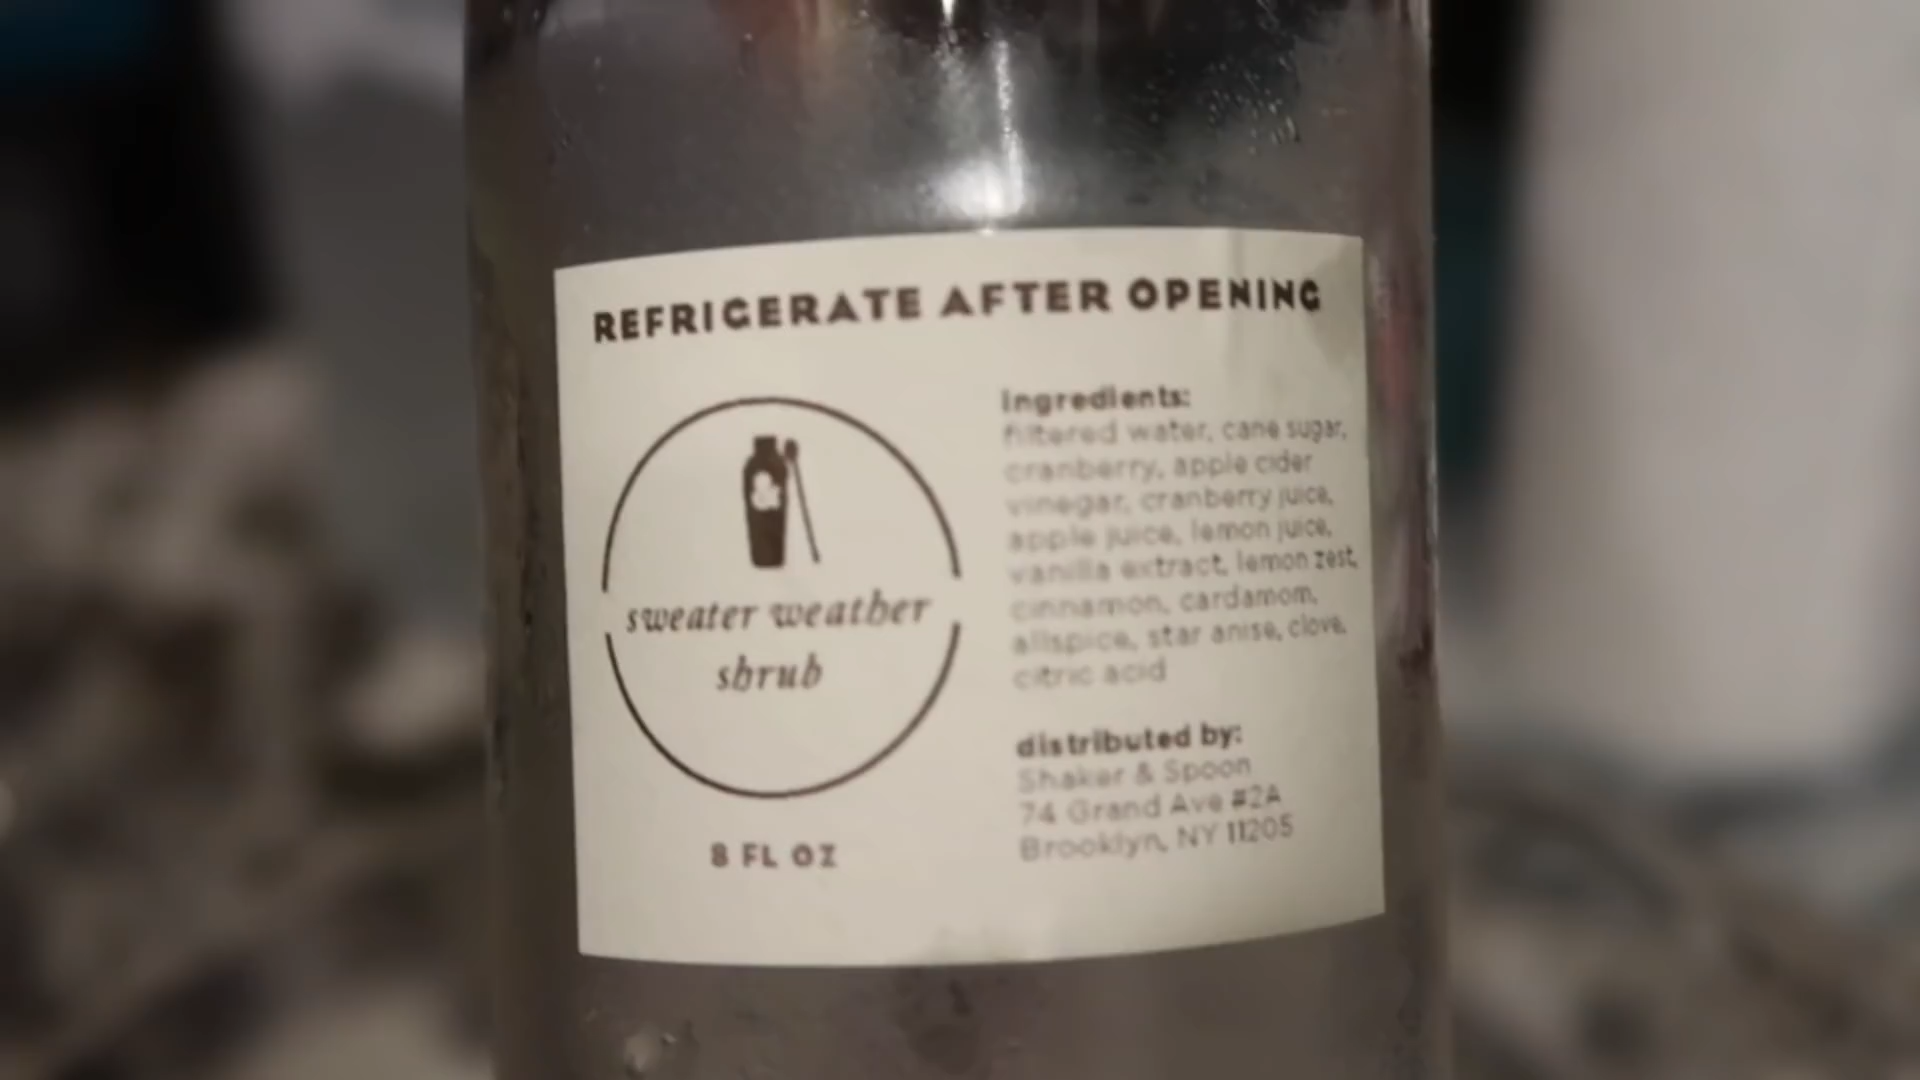 REFRIGERATE AFTER OPENING
&
sweater weather
shrub
8 FL OZ
ingredients:
filtered water, cane sugar,
cranberry, apple cider
vinegar, cranberry juice,
apple juice, lemon juice,
vanilla extract, lemon zest,
cinnamon, cardamom,
allspice, star anise, clove,
citric acid
distributed by:
Shaker & Spoon
74 Grand Ave #2A
Brooklyn, NY 11205